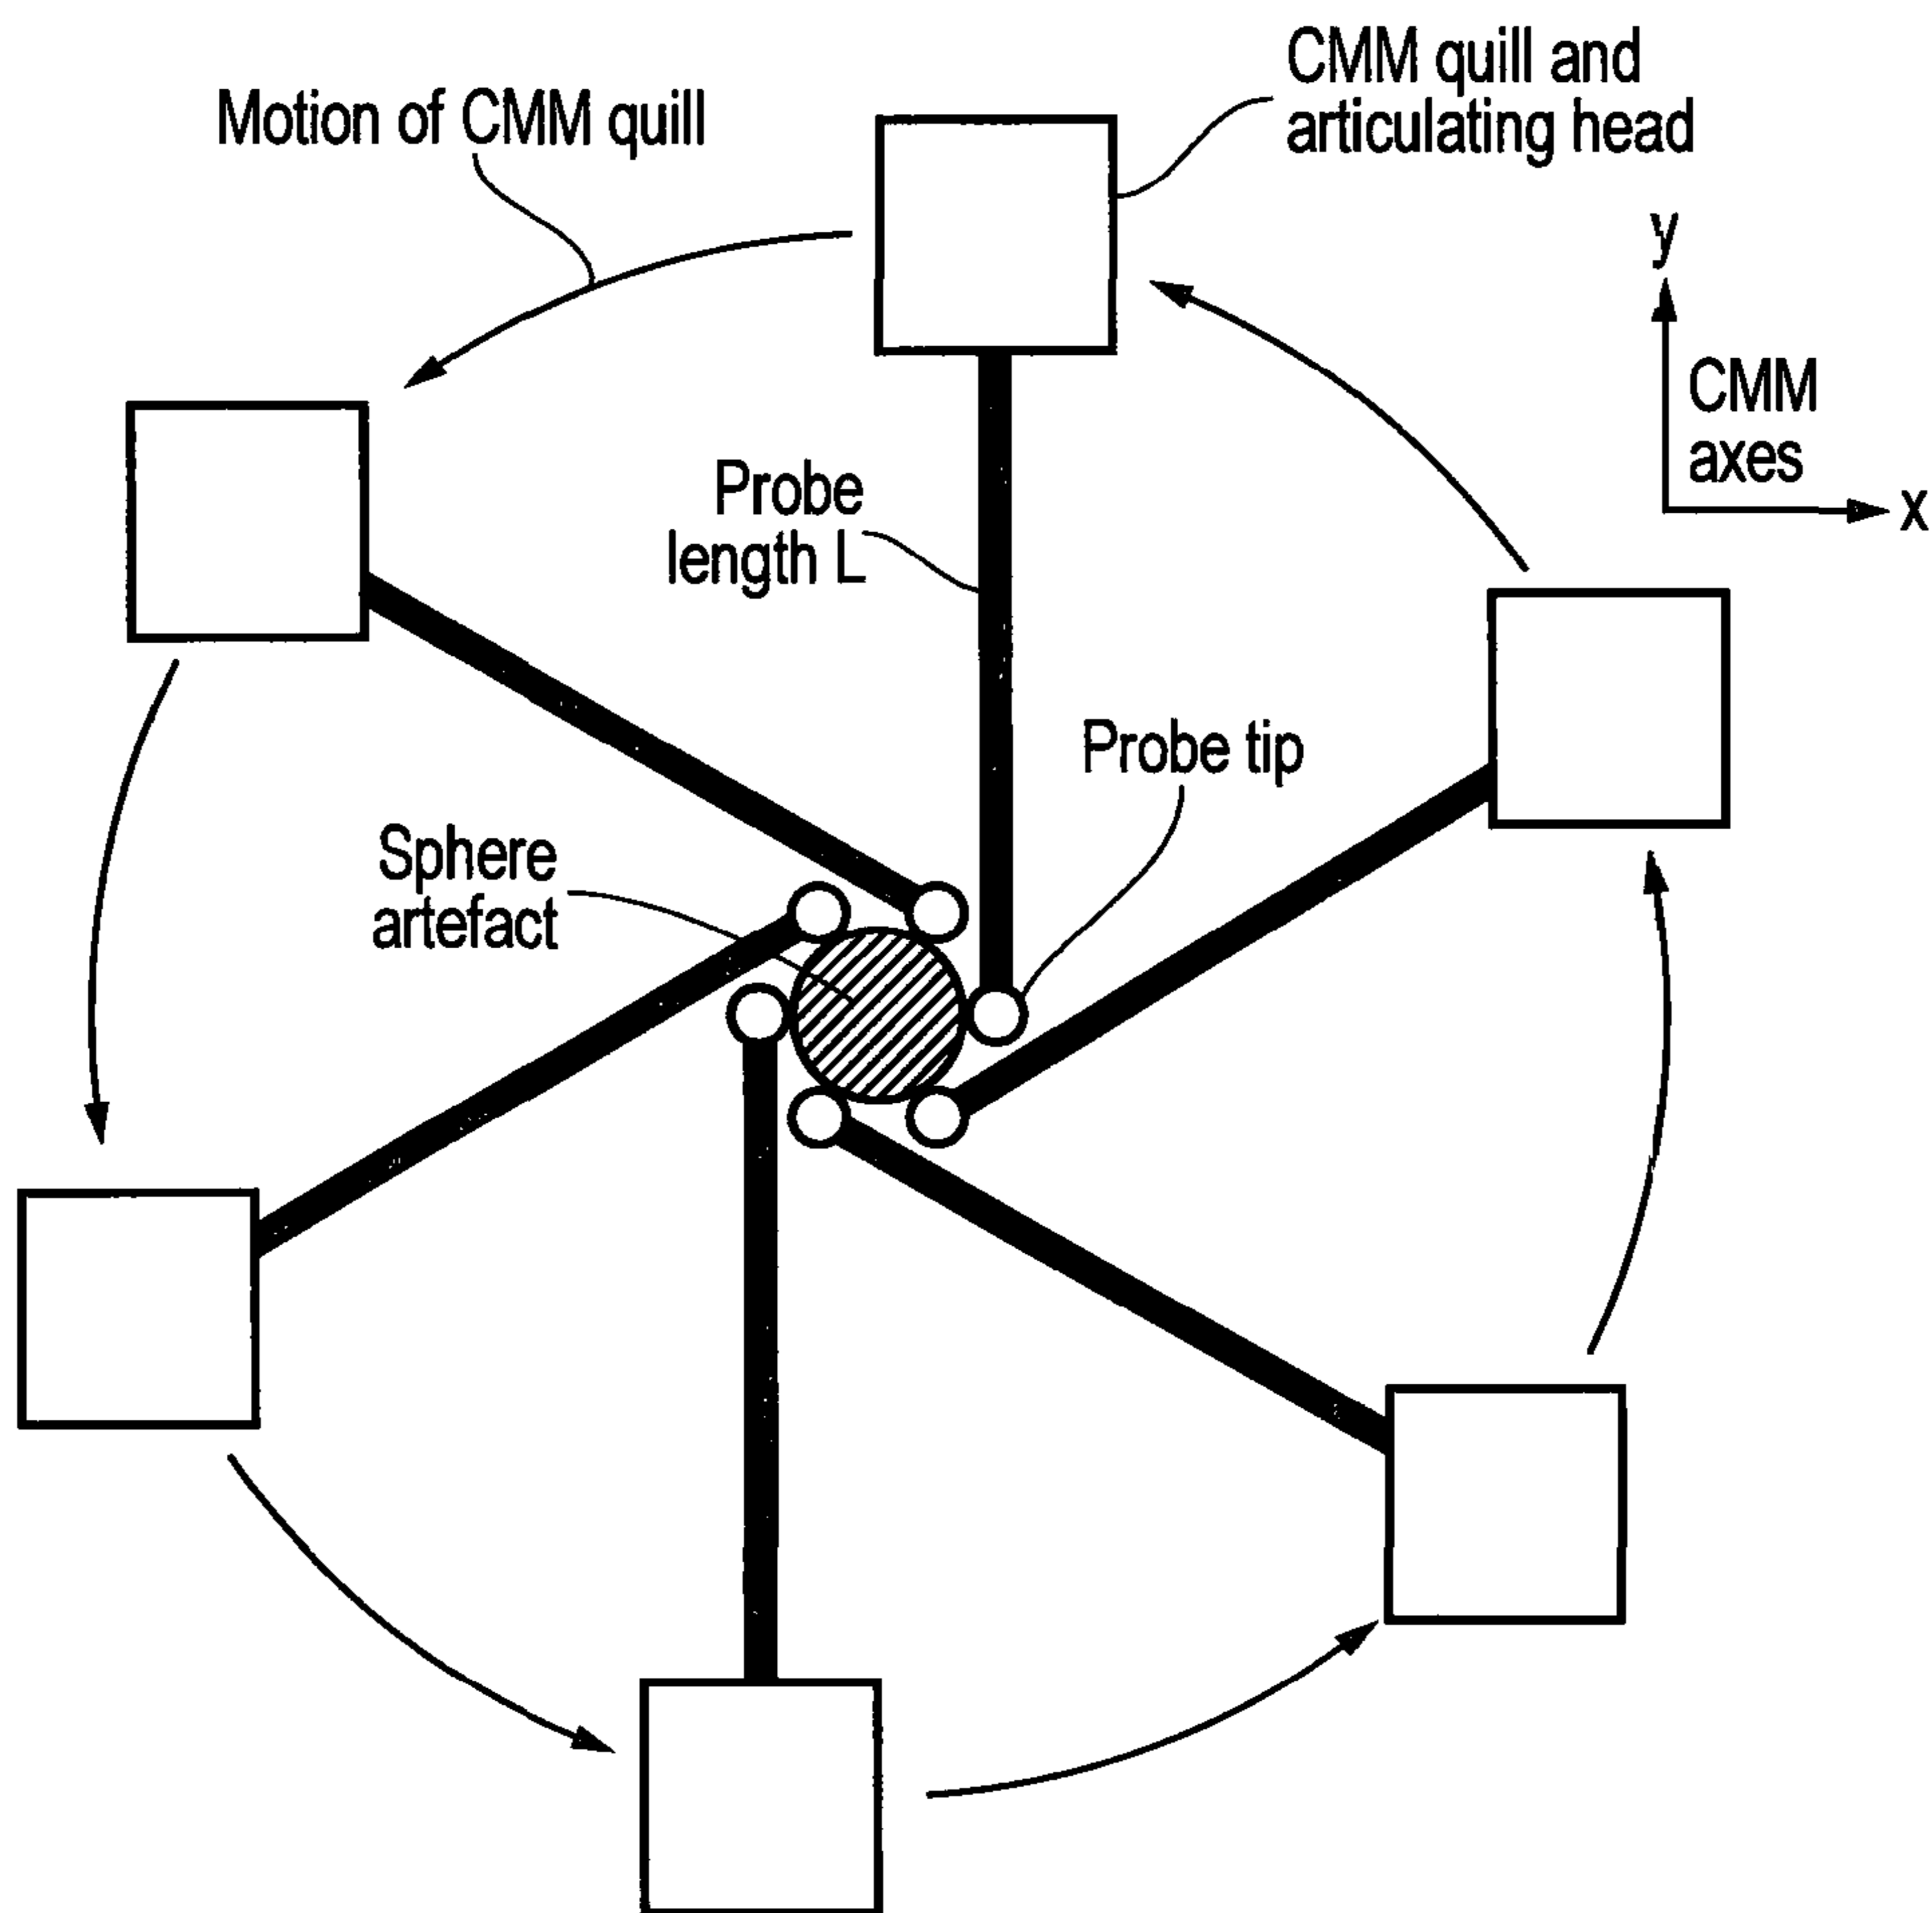 CMM quill and
articulating head
Motion of CMM quill
y
CMM
axes
x
Probe
length L
Probe tip
Sphere
artefact